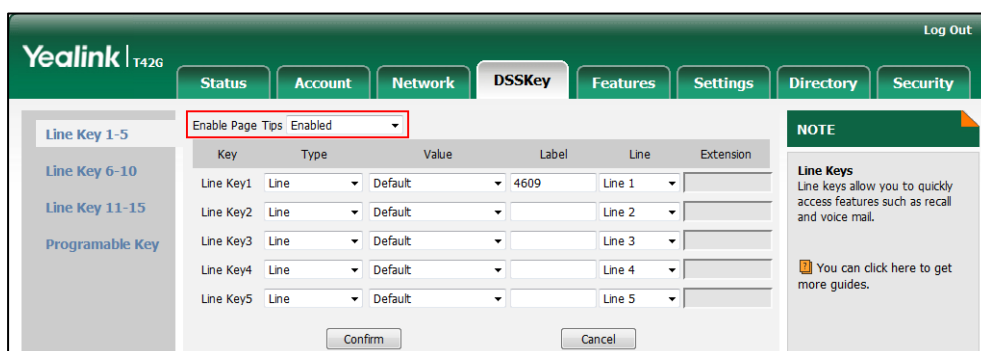 Log Out
Yealink T42G
Status Account Network DSSKey Features Settings Directory Security
Line Key 1-5
Line Key 6-10
Line Key 11-15
Programable Key
Enable Page Tips Enabled
Key Type Value Label Line Extension
Line Key1 Line Default 4609 Line 1
Line Key2 Line Default Line 2
Line Key3 Line Default Line 3
Line Key4 Line Default Line 4
Line Key5 Line Default Line 5
Confirm Cancel
NOTE
Line Keys
Line keys allow you to quickly
access features such as recall
and voice mail.
You can click here to get
more guides.